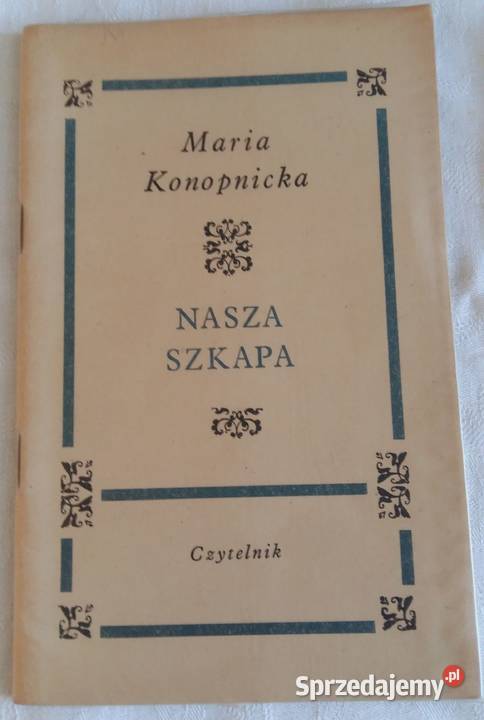 Maria
Konopnicka
NASZA
SZKAPA
Czytelnik
Sprzedajemy.pl